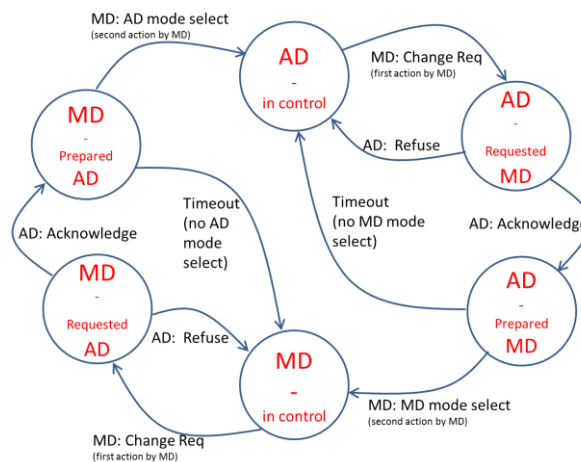 MD: AD mode select
(second action by MD)
AD
-
in control
MD: Change Req
(first action by MD)
AD
-
Requested
MD
AD: Refuse
MD
-
Prepared
AD
Timeout
(no AD
mode
select)
Timeout
(no MD mode
select)
AD: Acknowledge
AD: Acknowledge
MD
-
Requested
AD
AD: Refuse
AD
-
Prepared
MD
MD
-
in control
MD: MD mode select
(second action by MD)
MD: Change Req
(first action by MD)